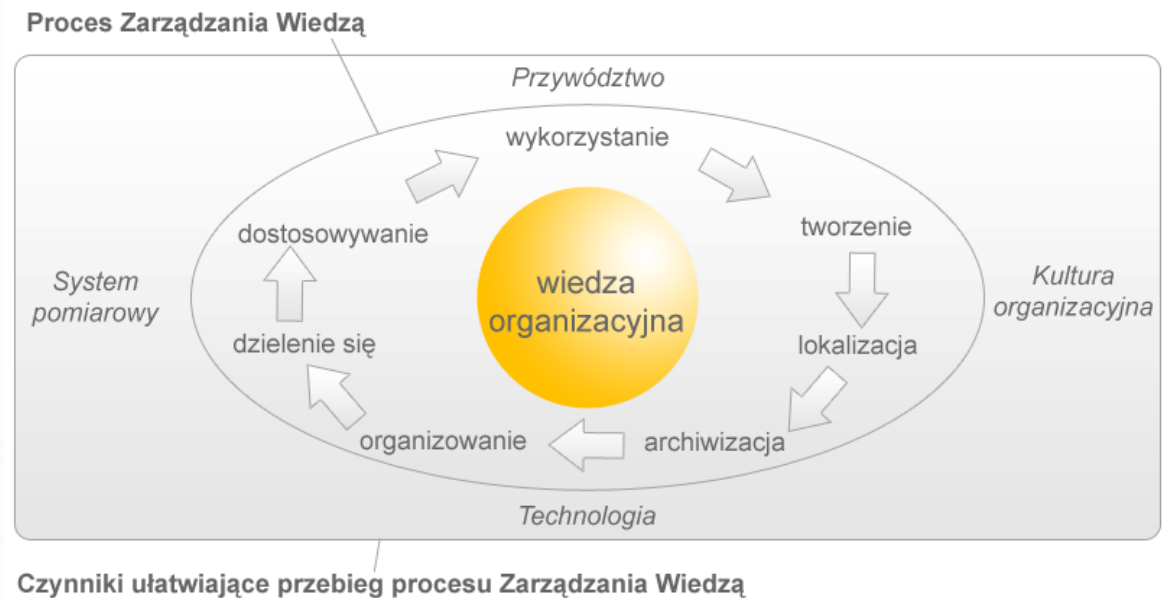 Proces Zarządzania Wiedzą
Przywództwo
wykorzystanie
tworzenie
dostosowywanie
System
pomiarowy
wiedza
organizacyjna
Kultura
organizacyjna
dzielenie się
lokalizacja
organizowanie
archiwizacja
Technologia
Czynniki ułatwiające przebieg procesu Zarządzania Wiedzą